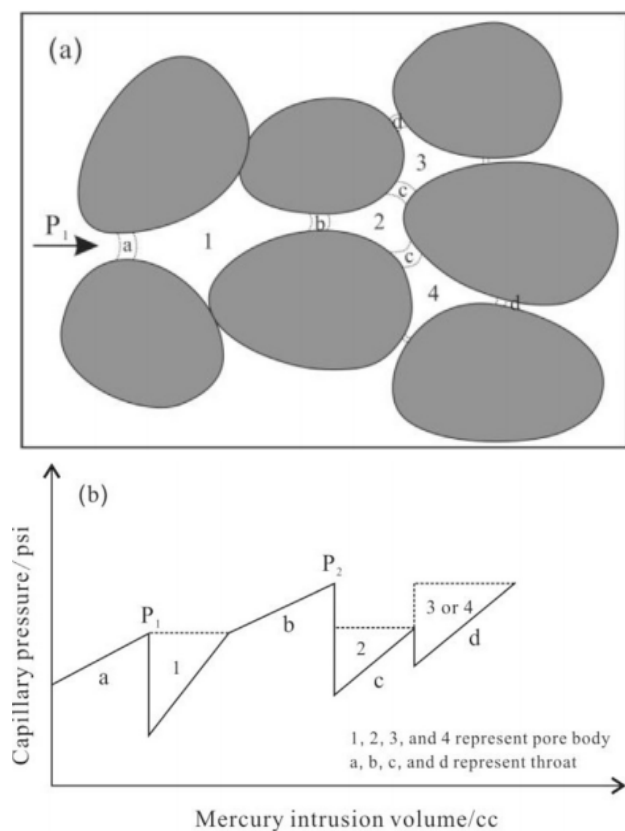 (a)
d
3
c
P1
a
1
b
2
c
4
d
(b)
Capillary pressure/psi
P1
P2
a
1
b
2
c
3 or 4
d
1, 2, 3, and 4 represent pore body
a, b, c, and d represent throat
Mercury intrusion volume/cc